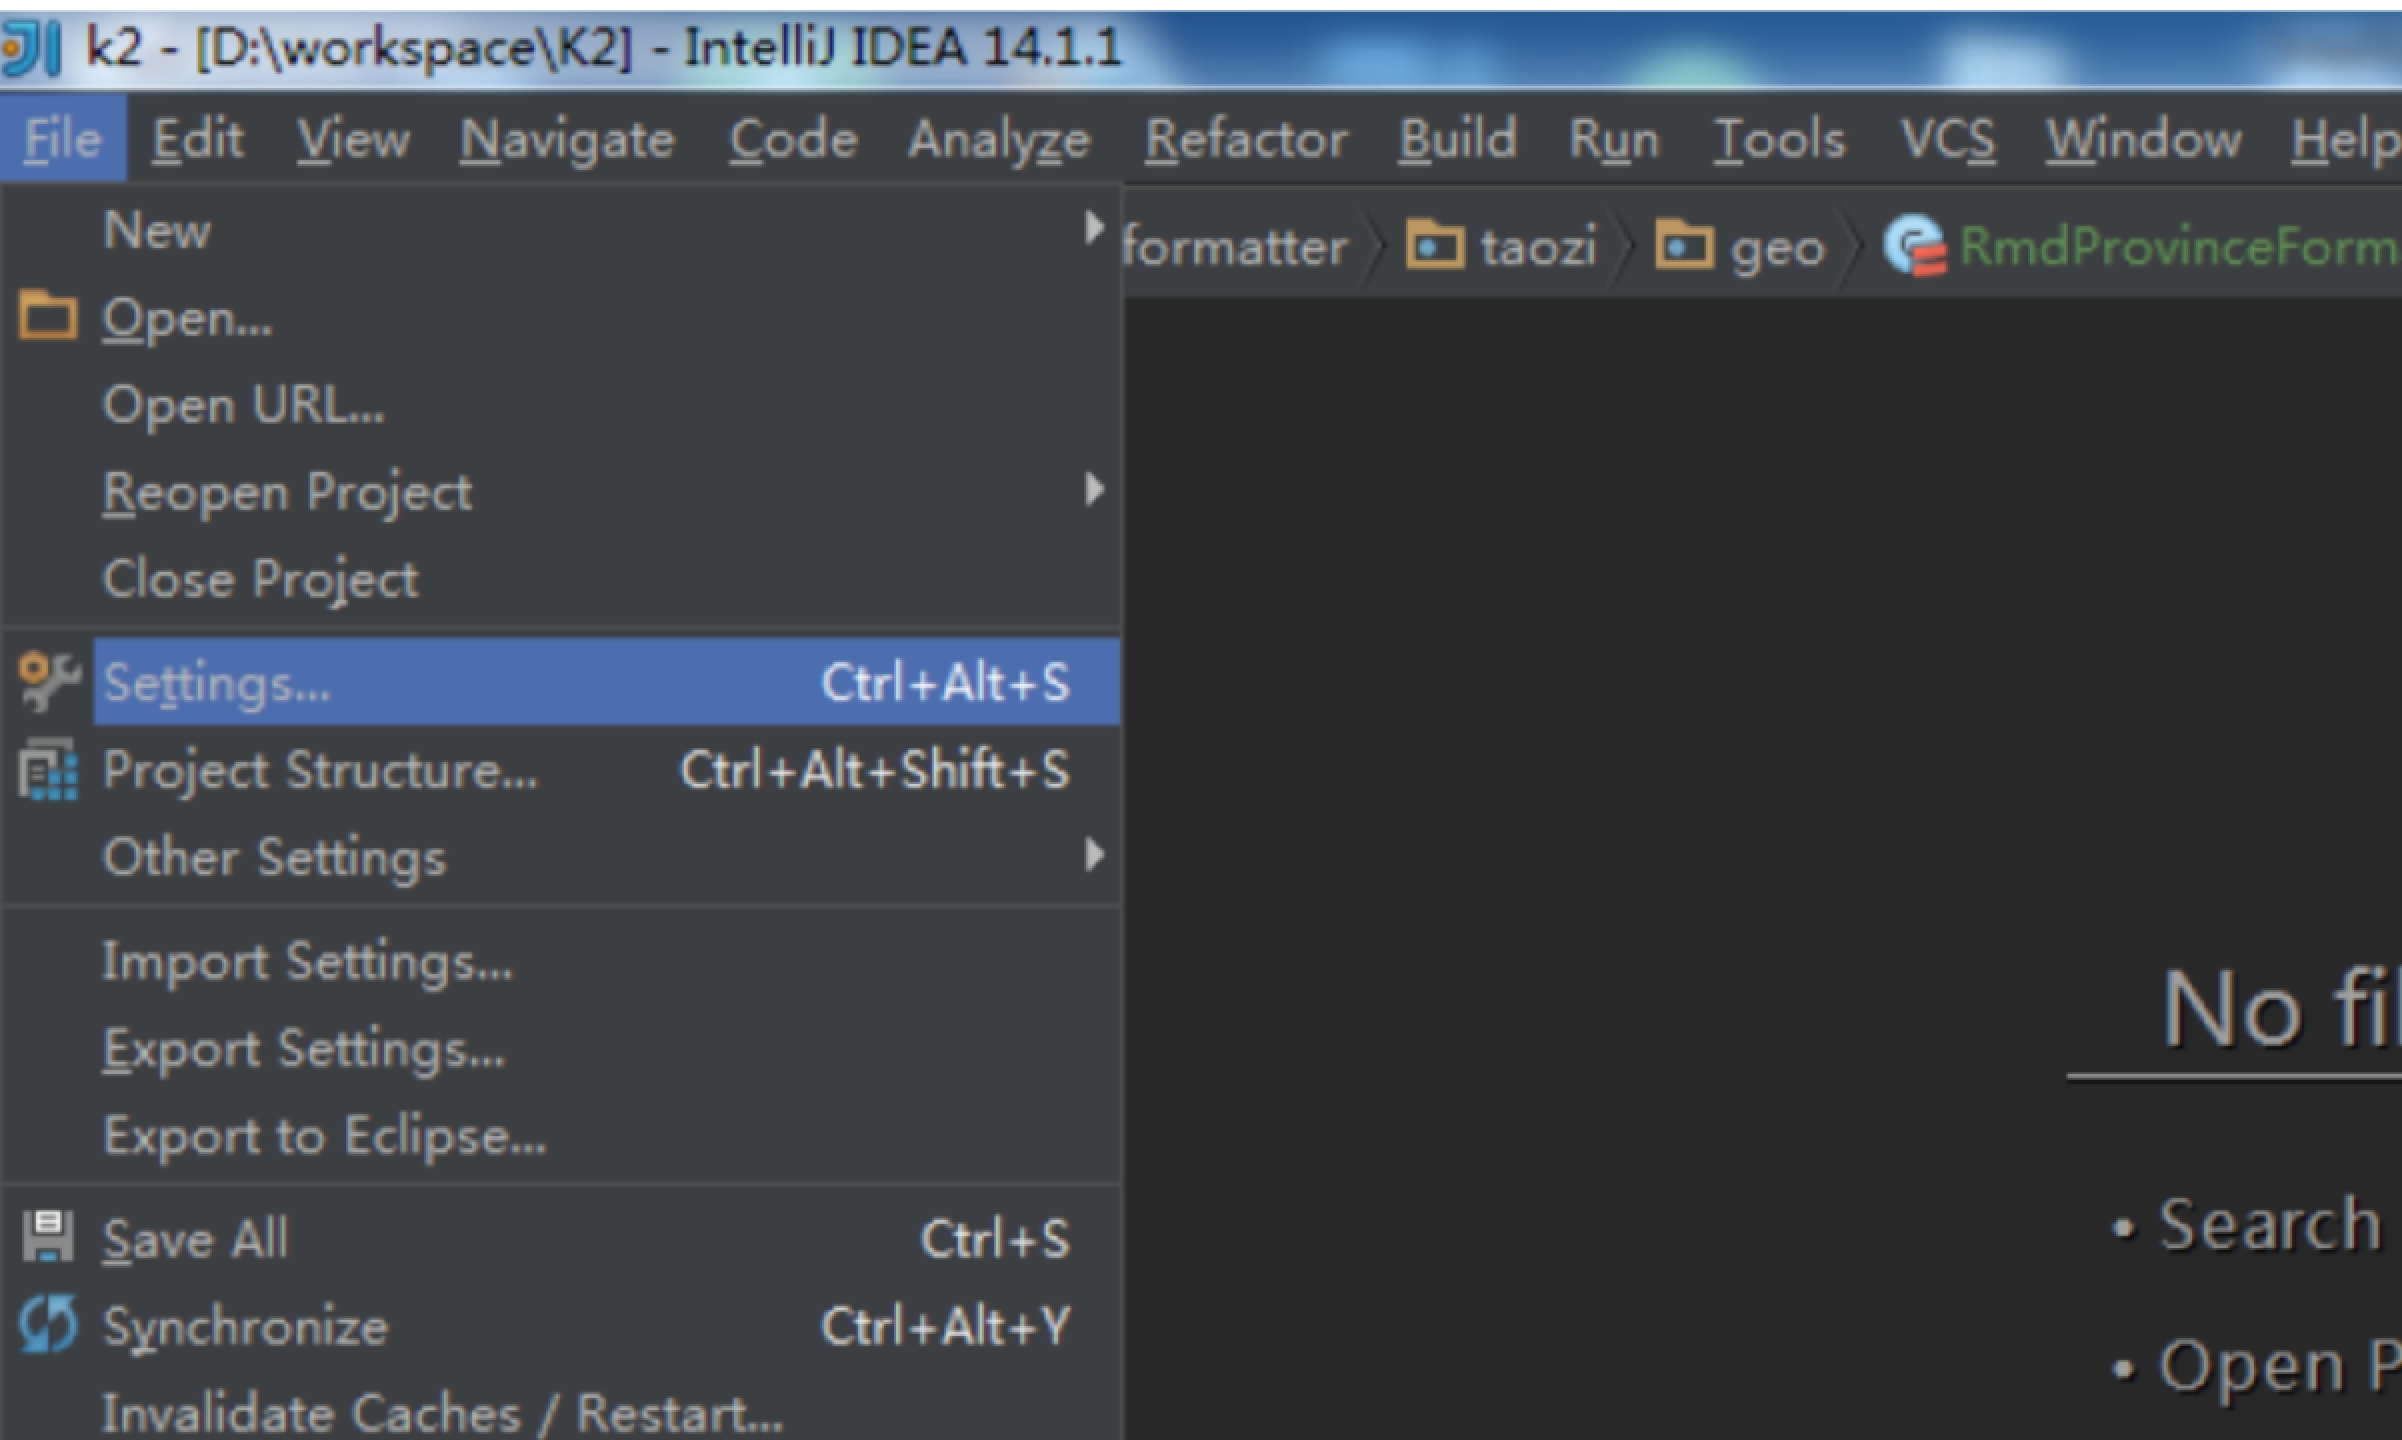 k2 - [D:\workspace\K2] - IntelliJ IDEA 14.1.1
File Edit View Navigate Code Analyze Refactor Build Run Tools VCS Window Help
New
formatter taozi geo RmdProvinceForm
Open...
Open URL...
Reopen Project
Close Project
Settings... Ctrl+Alt+S
Project Structure... Ctrl+Alt+Shift+S
Other Settings
Import Settings...
No fil
Export Settings...
Export to Eclipse...
Save All Ctrl+S
• Search
Synchronize Ctrl+Alt+Y
• Open P
Invalidate Caches / Restart...